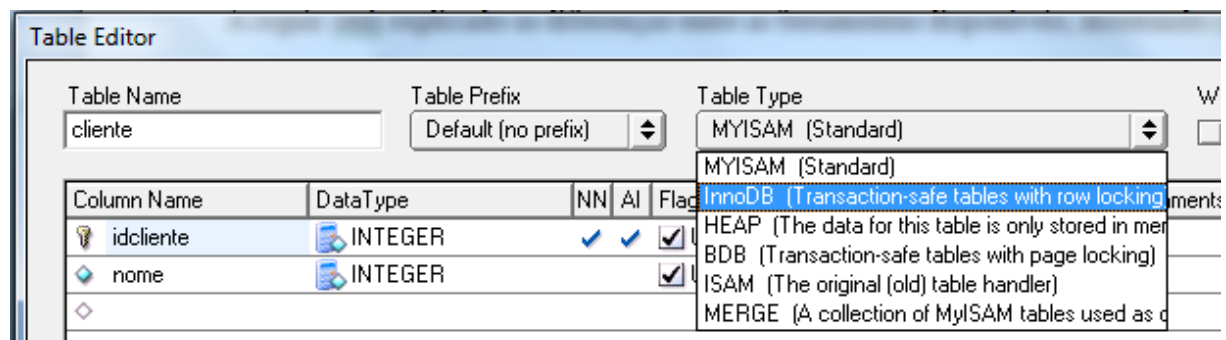 Table Editor
Table Name Table Prefix Table Type W
cliente Default (no prefix) MYISAM (Standard)
MYISAM (Standard)
InnoDB (Transaction-safe tables with row locking
HEAP (The data for this table is only stored in mer
BDB (Transaction-safe tables with page locking)
ISAM (The original (old) table handler)
MERGE (A collection of MyISAM tables used as
Column Name DataType NN AI Flag ments
idcliente INTEGER
nome INTEGER